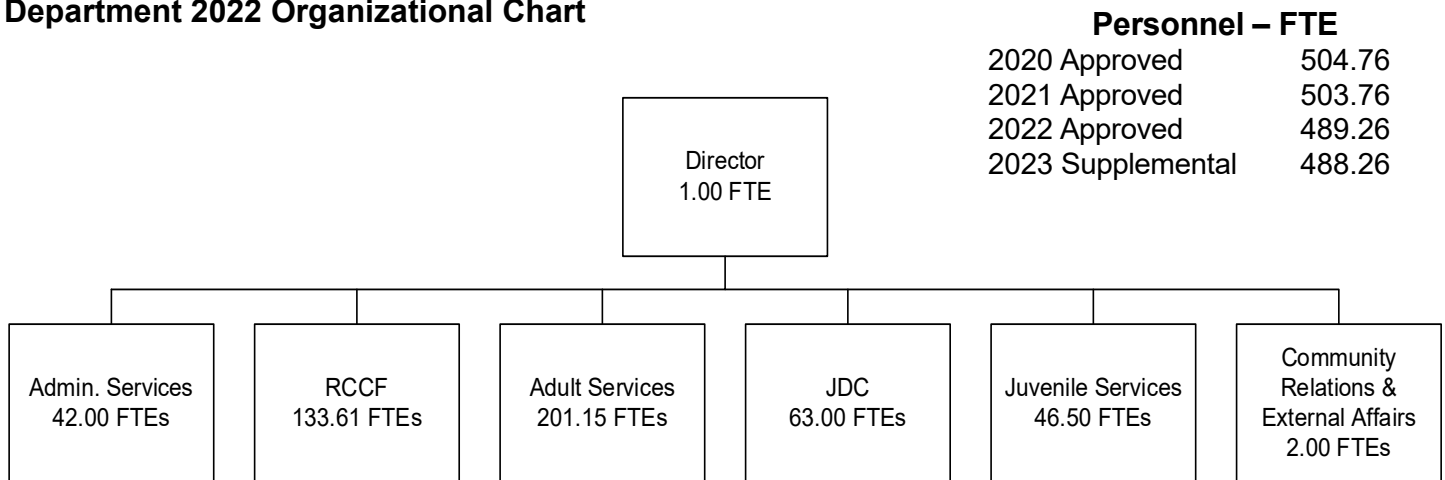 Department 2022 Organizational Chart
Personnel – FTE
2020 Approved 504.76
2021 Approved 503.76
2022 Approved 489.26
2023 Supplemental 488.26
Director
1.00 FTE
Admin. Services
42.00 FTEs
RCCF
133.61 FTEs
Adult Services
201.15 FTEs
JDC
63.00 FTEs
Juvenile Services
46.50 FTEs
Community
Relations &
External Affairs
2.00 FTEs